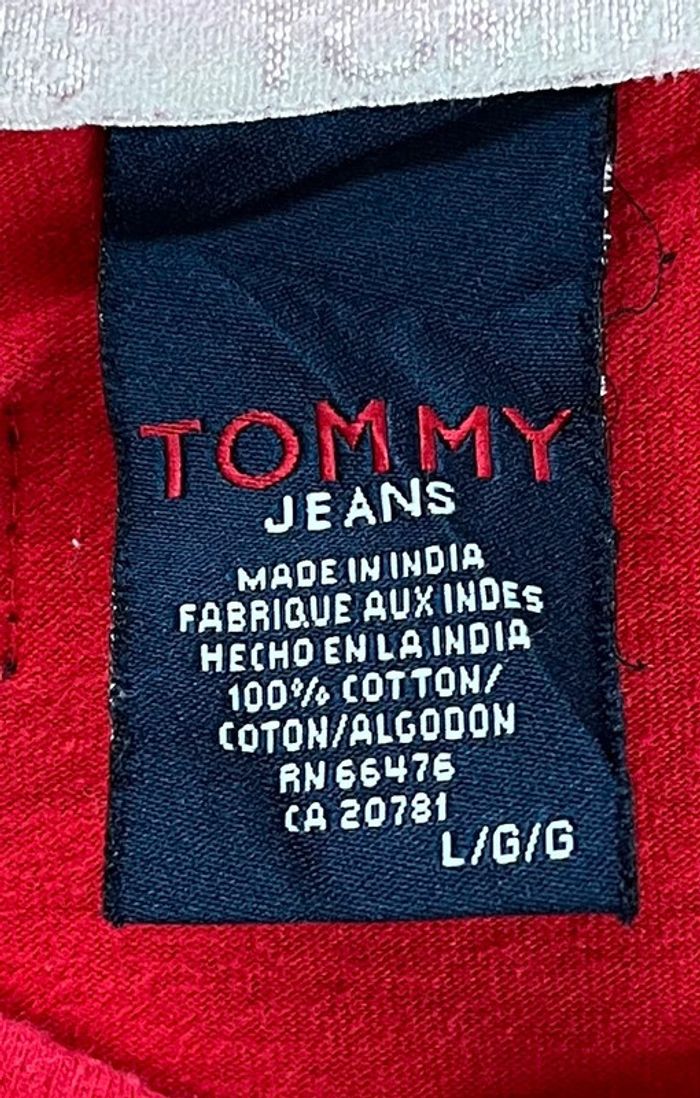 S TOMM
TOMMY
JEANS
MADE IN INDIA
FABRIQUE AUX INDES
HECHO EN LA INDIA
100% COTTON/
COTON/ALGODON
RN 66476
CA 20781
L/G/G